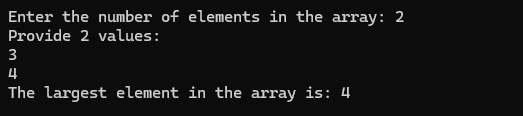 Enter the number of elements in the array: 2
Provide 2 values:
3
4
The largest element in the array is: 4